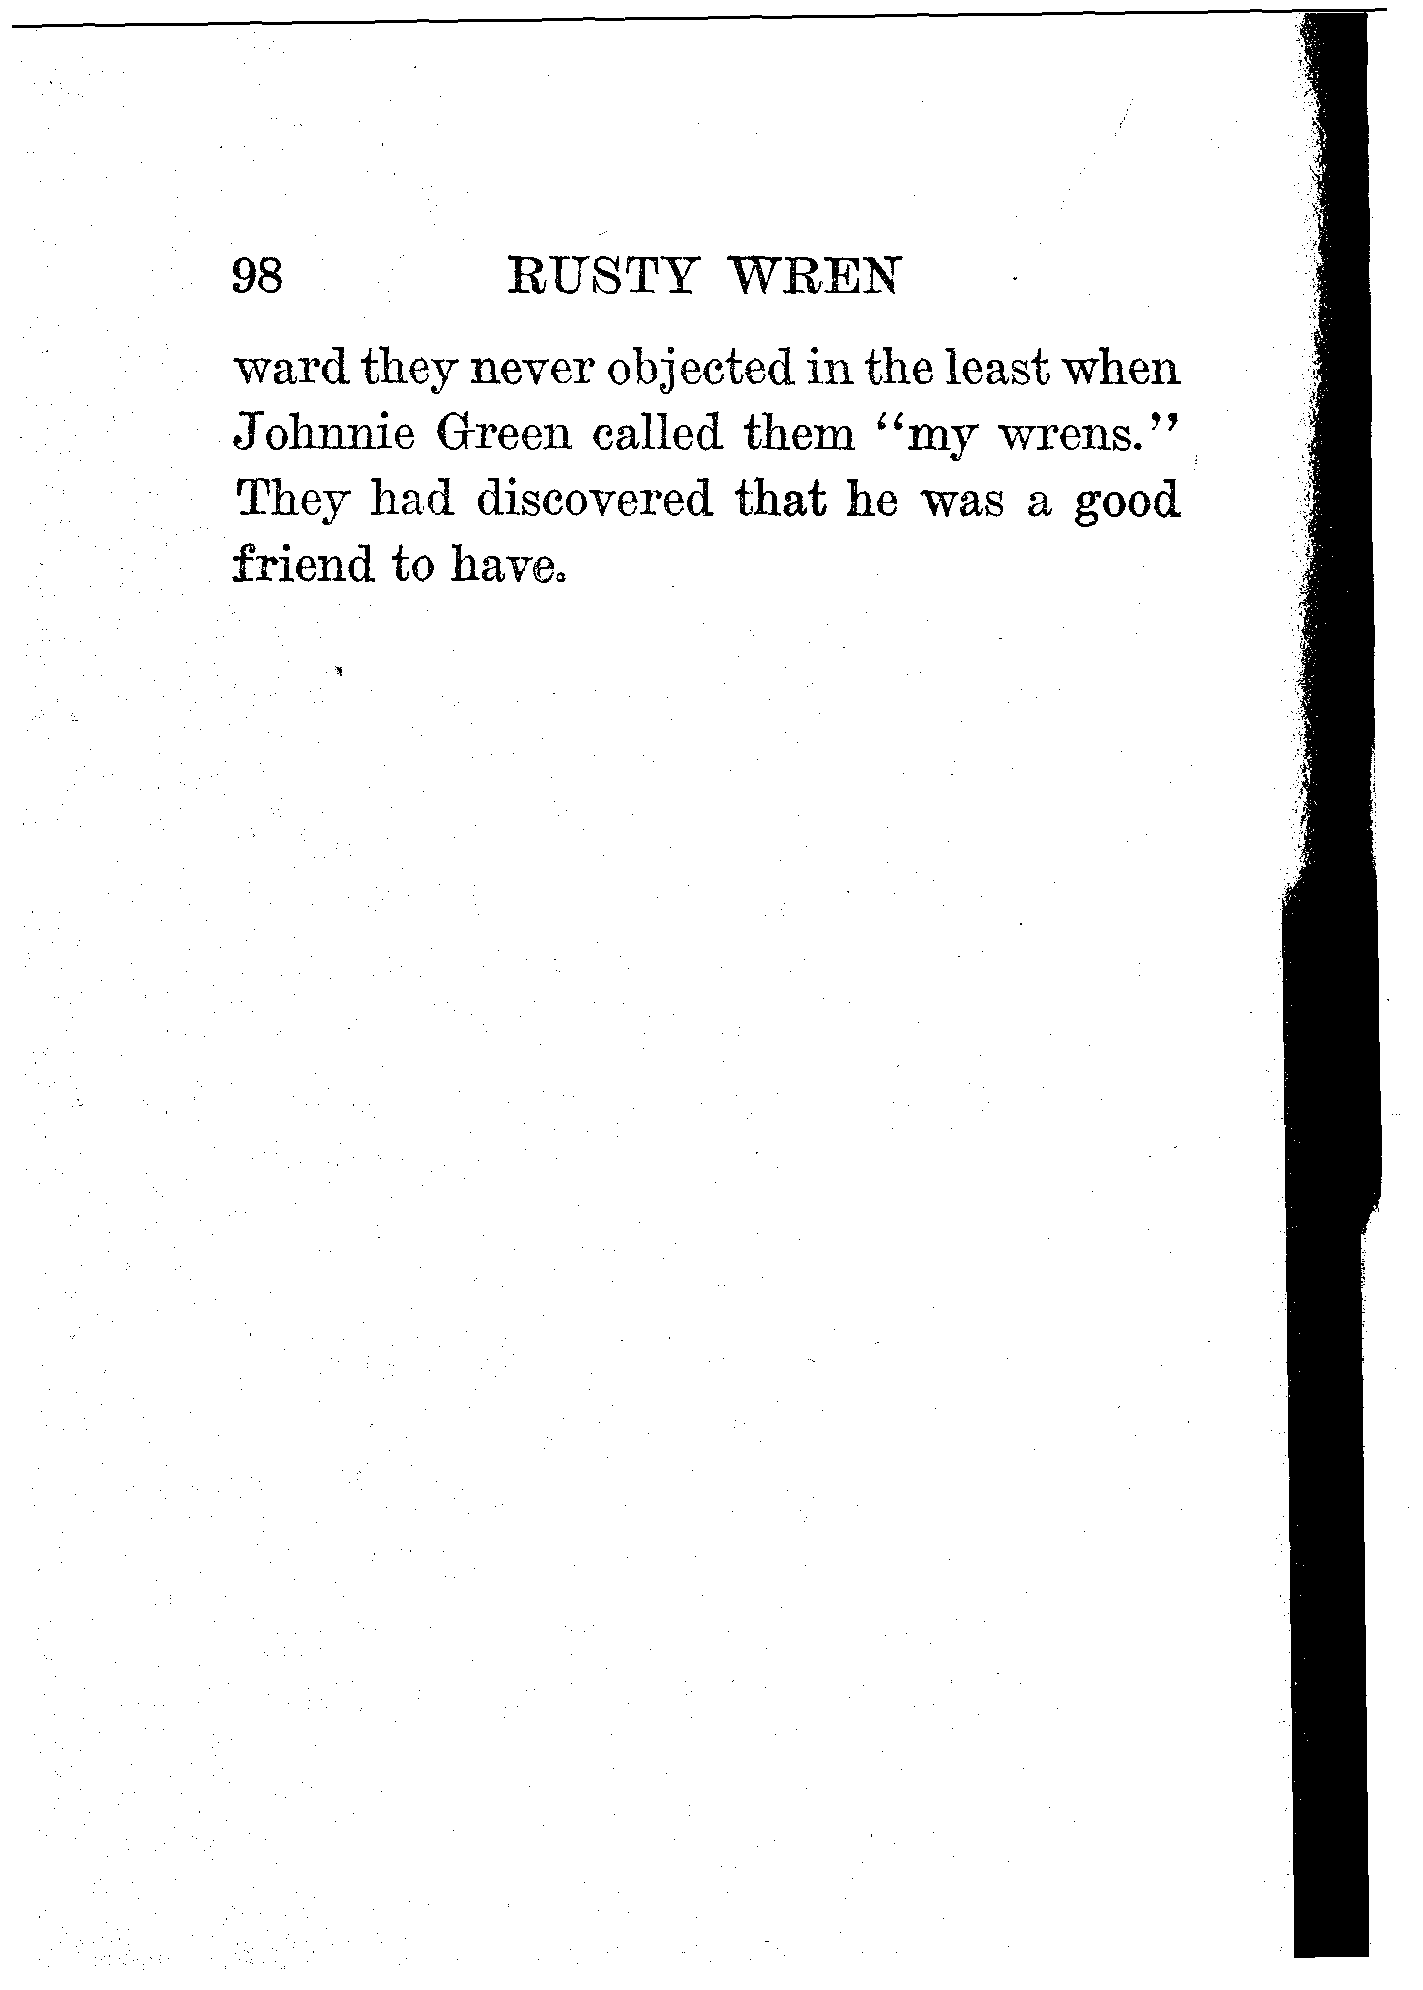 98 RUSTY WREN
ward they never objected in the least when
Johnnie Green called them "my wrens."
They had discovered that he was a good
friend to have.